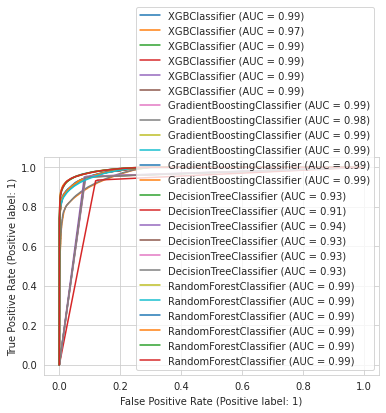 XGBClassifier (AUC = 0.99)
XGBClassifier (AUC = 0.97)
XGBClassifier (AUC = 0.99)
XGBClassifier (AUC = 0.99)
XGBClassifier (AUC = 0.99)
XGBClassifier (AUC = 0.99)
GradientBoostingClassifier (AUC = 0.99)
GradientBoostingClassifier (AUC = 0.98)
GradientBoostingClassifier (AUC = 0.99)
GradientBoostingClassifier (AUC = 0.99)
GradientBoostingClassifier (AUC = 0.99)
GradientBoostingClassifier (AUC = 0.99)
DecisionTreeClassifier (AUC = 0.93)
DecisionTreeClassifier (AUC = 0.91)
DecisionTreeClassifier (AUC = 0.94)
DecisionTreeClassifier (AUC = 0.93)
DecisionTreeClassifier (AUC = 0.93)
DecisionTreeClassifier (AUC = 0.93)
RandomForestClassifier (AUC = 0.99)
RandomForestClassifier (AUC = 0.99)
RandomForestClassifier (AUC = 0.99)
RandomForestClassifier (AUC = 0.99)
RandomForestClassifier (AUC = 0.99)
RandomForestClassifier (AUC = 0.99)
True Positive Rate (Positive label: 1)
1.0
0.8
0.6
0.4
0.2
0.0
0.0 0.2 0.4 0.6 0.8 1.0
False Positive Rate (Positive label: 1)